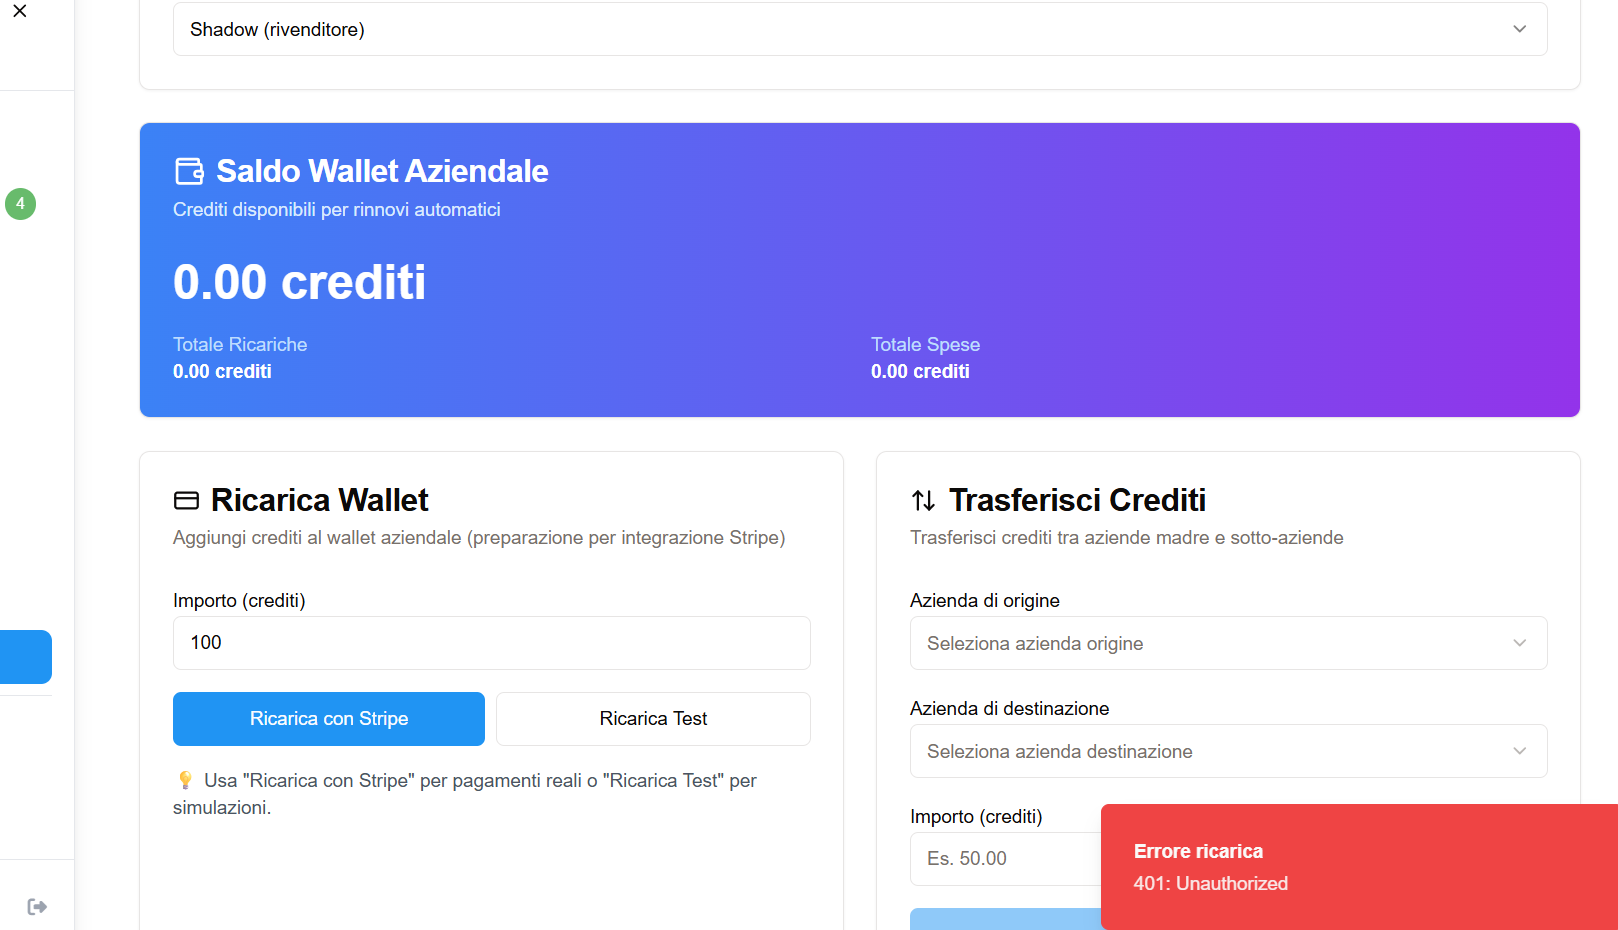 Shadow (rivenditore)
4
Saldo Wallet Aziendale
Crediti disponibili per rinnovi automatici
0.00 crediti
Totale Ricariche
0.00 crediti
Totale Spese
0.00 crediti
Ricarica Wallet
Aggiungi crediti al wallet aziendale (preparazione per integrazione Stripe)
Importo (crediti)
100
Ricarica con Stripe
Ricarica Test
💡 Usa "Ricarica con Stripe" per pagamenti reali o "Ricarica Test" per
simulazioni.
Trasferisci Crediti
Trasferisci crediti tra aziende madre e sotto-aziende
Azienda di origine
Seleziona azienda origine
Azienda di destinazione
Seleziona azienda destinazione
Importo (crediti)
Es. 50.00
Errore ricarica
401: Unauthorized